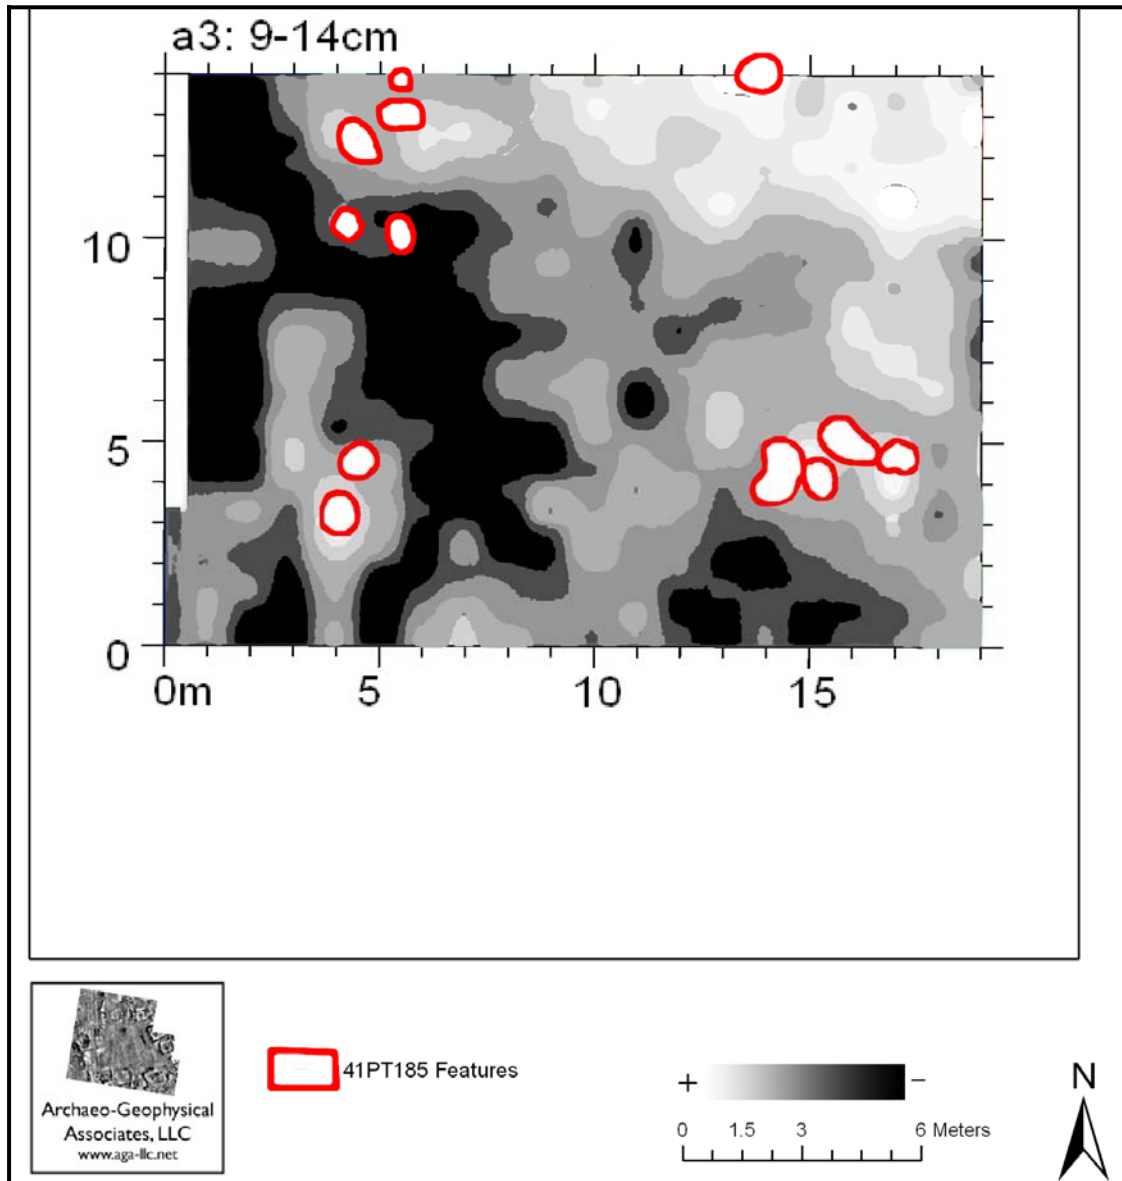 a3: 9-14cm
10
5
0
0m 5 10 15
Archaeo-Geophysical
Associates, LLC
www.aga-llc.net
41PT185 Features
+ −
0 1.5 3 6 Meters
N